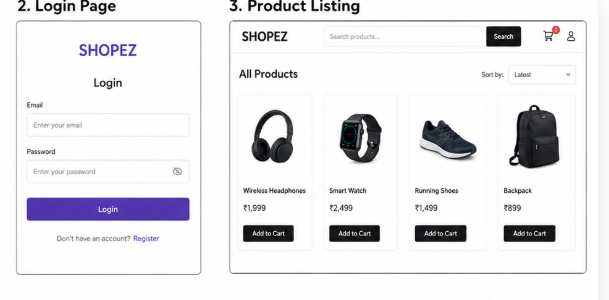 2. Login Page
SHOPEZ
Login
Email
Enter your email
Password
Enter your password
Login
Don't have an account? Register
3. Product Listing
SHOPEZ
Search products...
Search
All Products
Sort by:
Latest
Wireless Headphones
₹1,999
Add to Cart
Smart Watch
₹2,499
Add to Cart
Running Shoes
₹1,499
Add to Cart
Backpack
₹899
Add to Cart